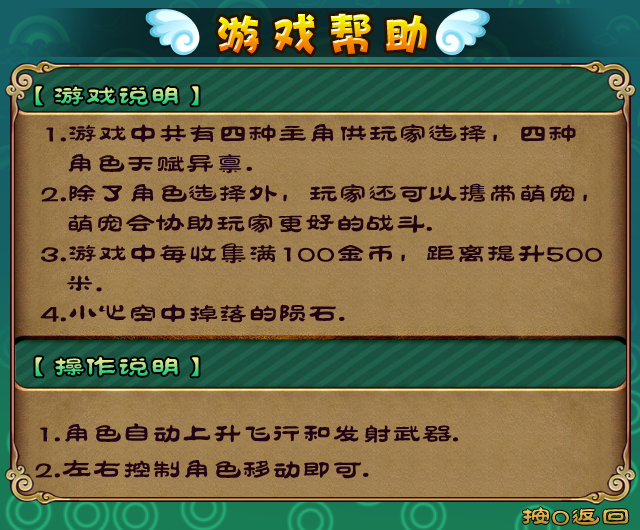 游戏帮助
【游戏说明】
1.游戏中共有四种主角供玩家选择，四种
角色天赋异禀.
2.除了角色选择外，玩家还可以携带萌宠，
萌宠会协助玩家更好的战斗.
3.游戏中每收集满100金币，距离提升500
米.
4.小心空中掉落的陨石.
【操作说明】
1.角色自动上升飞行和发射武器.
2.左右控制角色移动即可.
按0返回